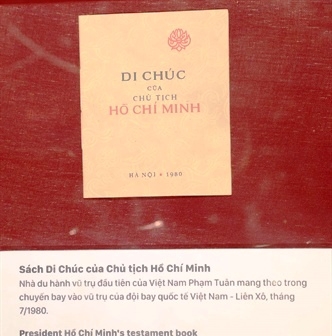 DI CHÚC
CỦA
CHỦ TỊCH
HỒ CHÍ MINH
HÀ NỘI * 1980
Sách Di Chúc của Chủ tịch Hồ Chí Minh
Nhà du hành vũ trụ đầu tiên của Việt Nam Phạm Tuân mang theo trong
chuyến bay vào vũ trụ của đội bay quốc tế Việt Nam - Liên Xô, tháng
7/1980.
President Hồ Chí Minh's testament book